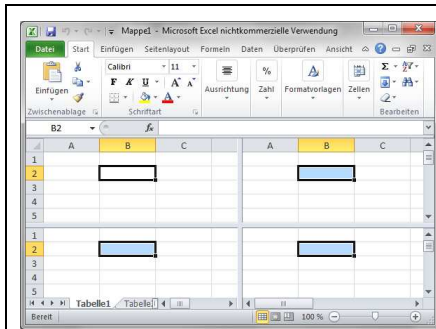 Mappe1 - Microsoft Excel nichtkommerzielle Verwendung
Datei Start Einfügen Seitenlayout Formeln Daten Überprüfen Ansicht
Einfügen
Calibri 11
F K U A A
A
Ausrichtung
%
Zahl
Formatvorlagen
Zellen
Σ
Zwischenablage Schriftart Bearbeiten
B2 fx
A B C A B C
1
2
3
4
5
1
2
3
4
5
Tabelle1 Tabelle
Bereit 100 %